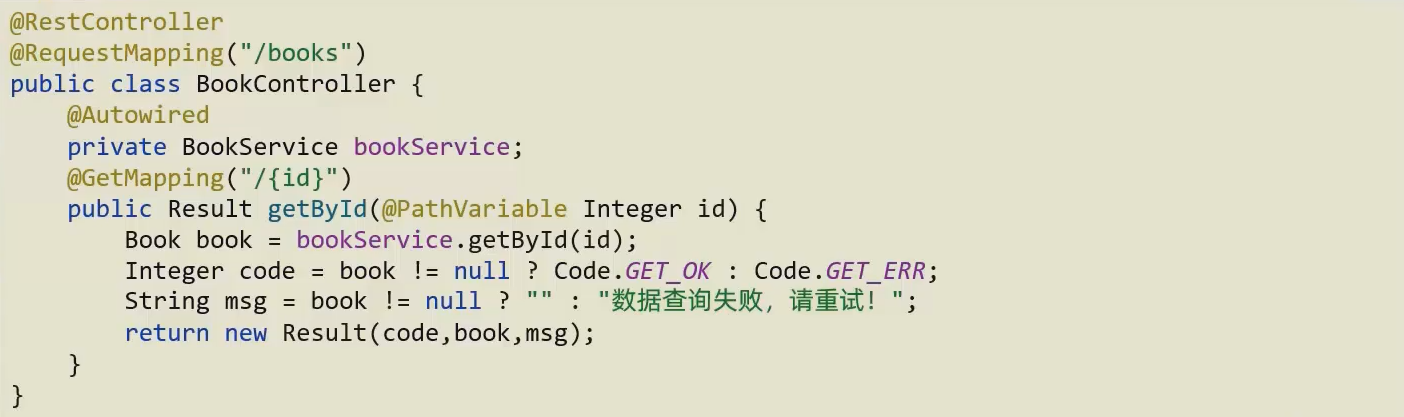 @RestController
@RequestMapping("/books")
public class BookController {
    @Autowired
    private BookService bookService;
    @GetMapping("/{id}")
    public Result getById(@PathVariable Integer id) {
        Book book = bookService.getById(id);
        Integer code = book != null ? Code.GET_OK : Code.GET_ERR;
        String msg = book != null ? "" : "数据查询失败，请重试！";
        return new Result(code,book,msg);
    }
}